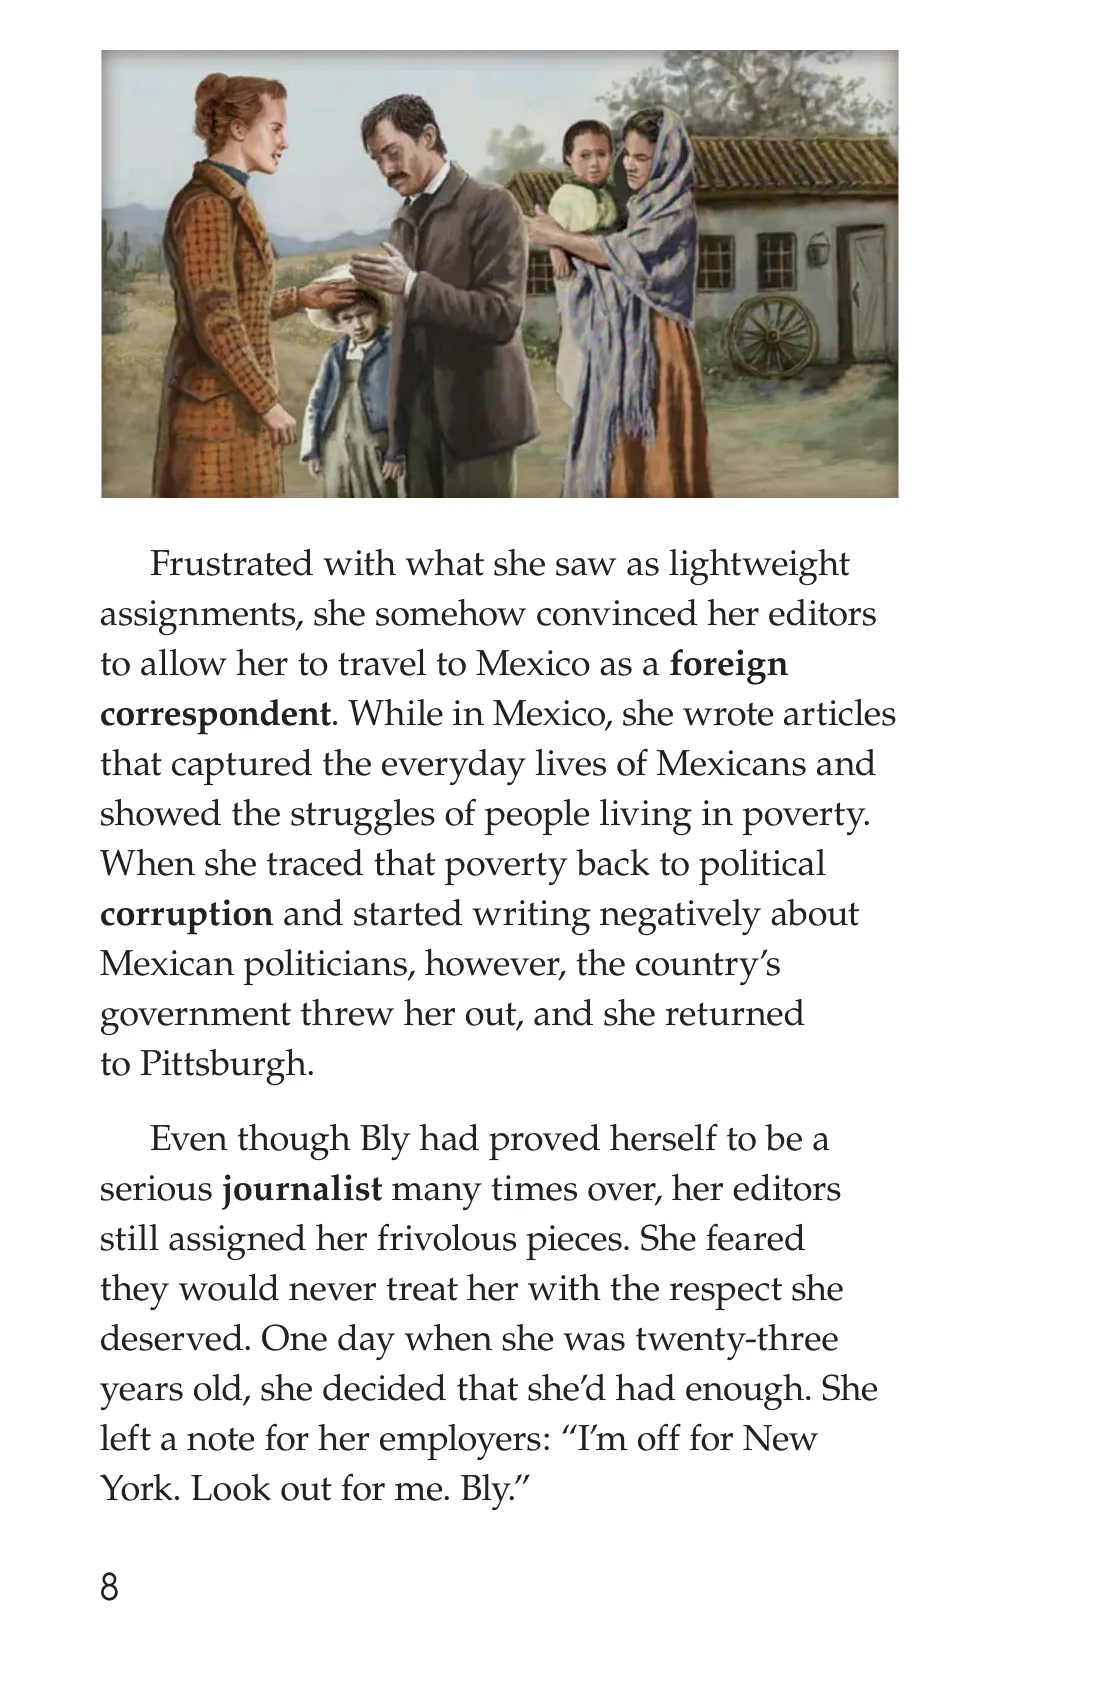 Frustrated with what she saw as lightweight
assignments, she somehow convinced her editors
to allow her to travel to Mexico as a foreign
correspondent. While in Mexico, she wrote articles
that captured the everyday lives of Mexicans and
showed the struggles of people living in poverty.
When she traced that poverty back to political
corruption and started writing negatively about
Mexican politicians, however, the country’s
government threw her out, and she returned
to Pittsburgh.
Even though Bly had proved herself to be a
serious journalist many times over, her editors
still assigned her frivolous pieces. She feared
they would never treat her with the respect she
deserved. One day when she was twenty-three
years old, she decided that she’d had enough. She
left a note for her employers: “I’m off for New
York. Look out for me. Bly.”
8